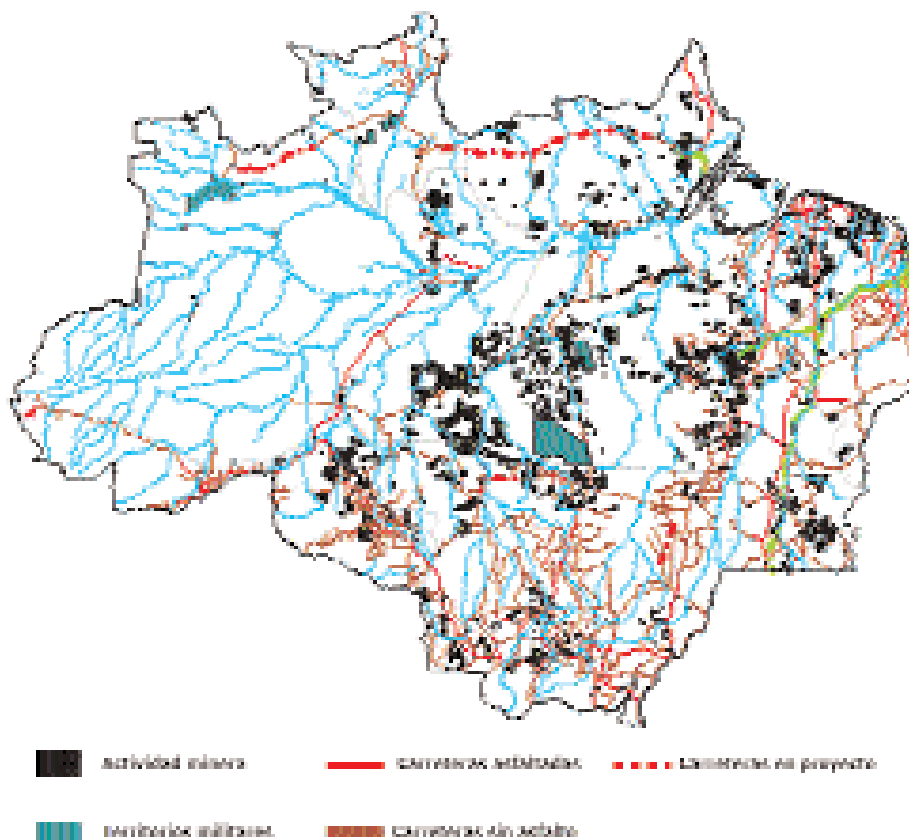 Actividad minera
Carreteras asfaltadas
Carreteras en proyecto
Territorios militares
Carreteras sin asfalto